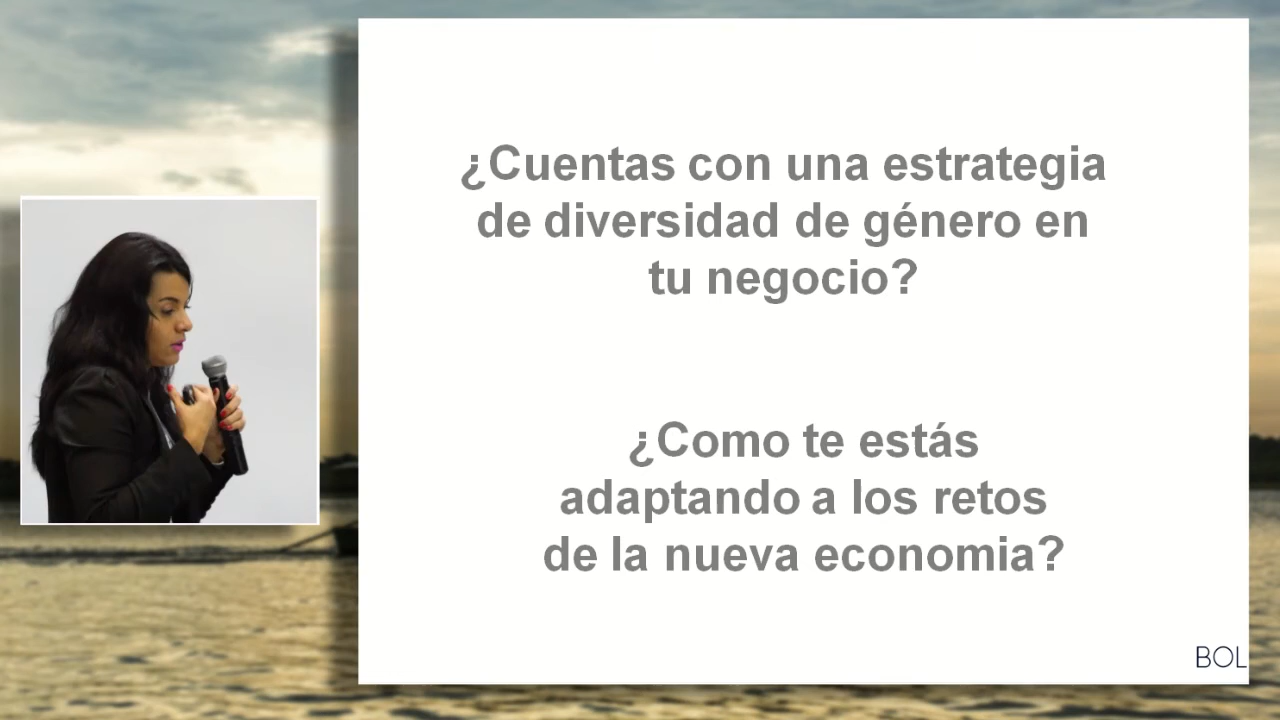 ¿Cuentas con una estrategia
de diversidad de género en
tu negocio?
¿Como te estás
adaptando a los retos
de la nueva economia?
BOL